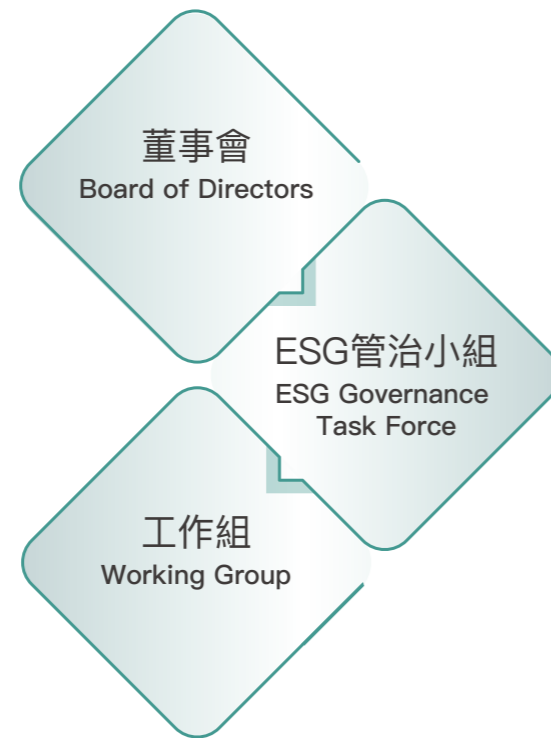 董事會
Board of Directors
ESG管治小組
ESG Governance
Task Force
工作組
Working Group